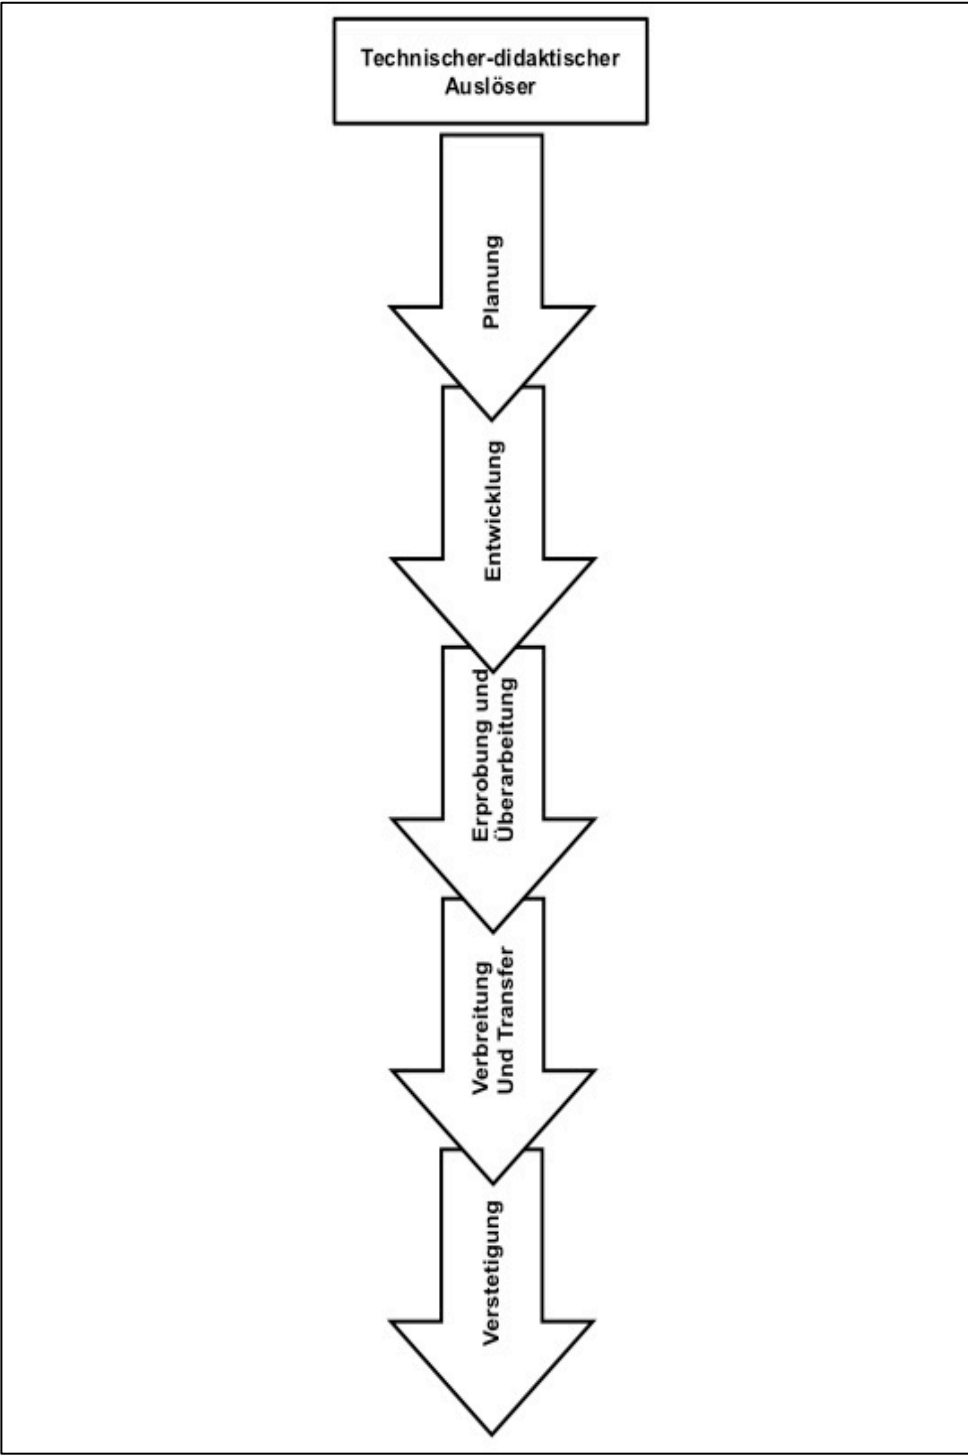 Technischer-didaktischer
Auslöser
Planung
Entwicklung
Erprobung und
Überarbeitung
Verbreitung
Und Transfer
Verstetigung